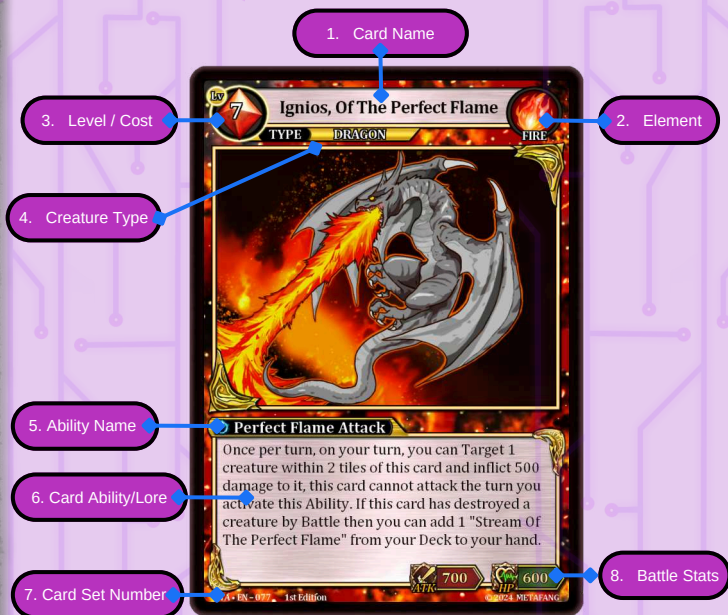 1. Card Name
Lv 7 Ignios, Of The Perfect Flame
FIRE
TYPE DRAGON
3. Level / Cost
2. Element
4. Creature Type
5. Ability Name
Perfect Flame Attack
Once per turn, on your turn, you can Target 1
creature within 2 tiles of this card and inflict 500
damage to it, this card cannot attack the turn you
activate this Ability. If this card has destroyed a
creature by Battle then you can add 1 "Stream Of
The Perfect Flame" from your Deck to your hand.
6. Card Ability/Lore
ATK 700 HP 600
8. Battle Stats
7. Card Set Number
EN - 077 1st Edition
©2024 METAFANG